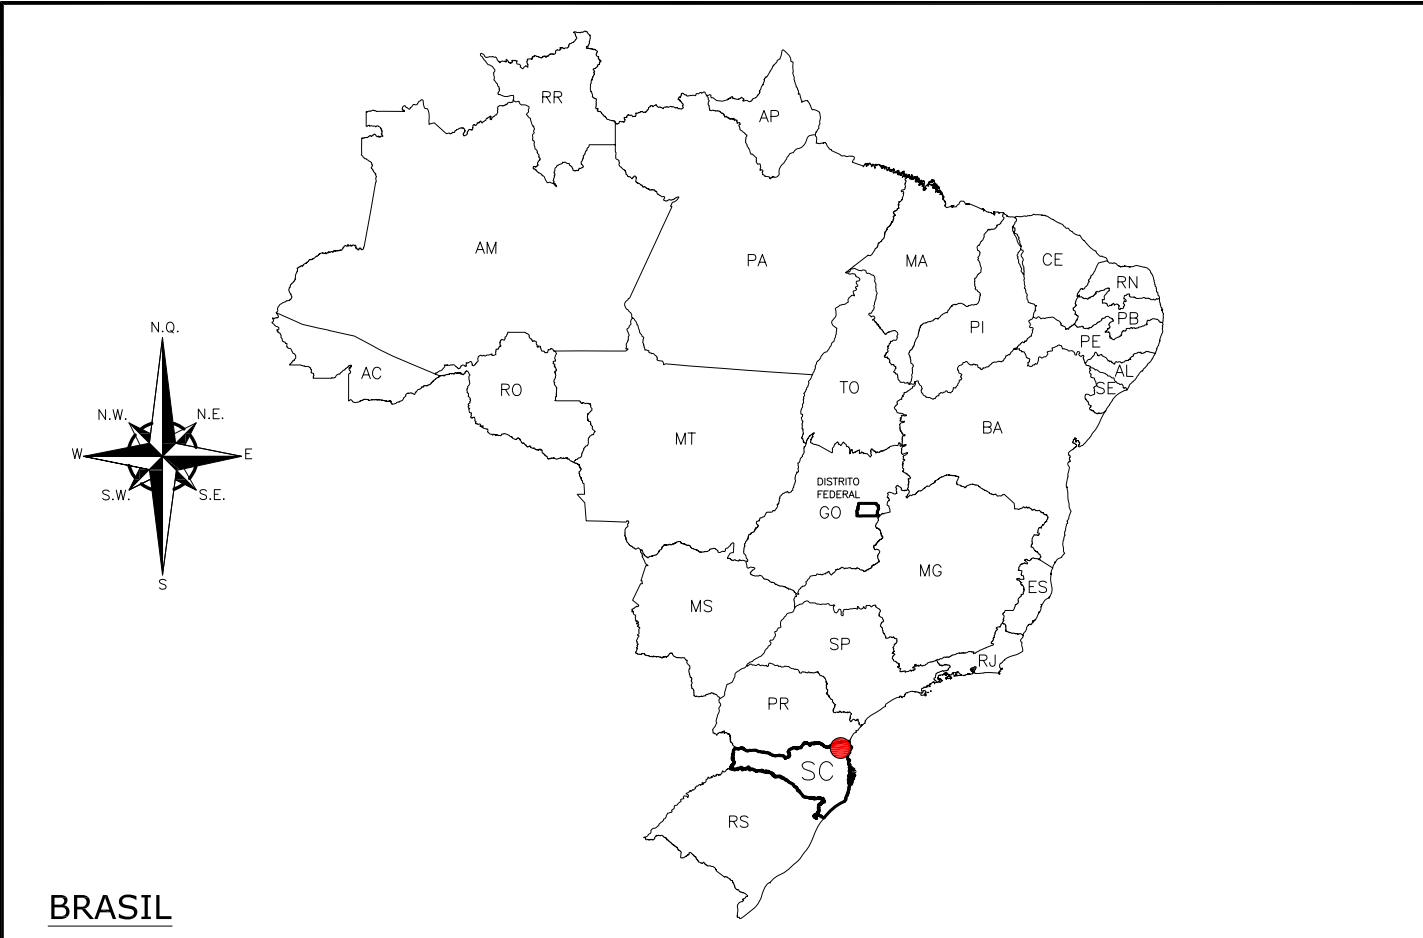 RR
AP
AM
PA
MA
CE
RN
PB
PI
PE
AL
SE
AC
RO
TO
BA
MT
N.Q.
N.W.
N.E.
W
E
S.W.
S.E.
S
DISTRITO
FEDERAL
GO
MG
ES
MS
SP
RJ
PR
SC
RS
BRASIL